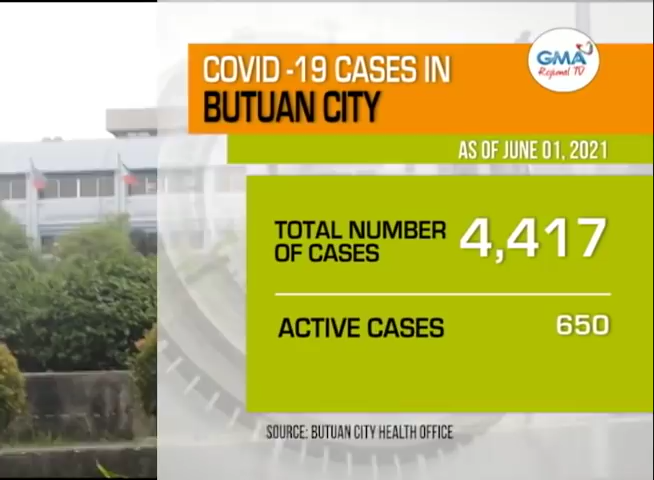 GMA
Regional TV
COVID -19 CASES IN
BUTUAN CITY
AS OF JUNE 01, 2021
TOTAL NUMBER
OF CASES
4,417
ACTIVE CASES
650
SOURCE: BUTUAN CITY HEALTH OFFICE